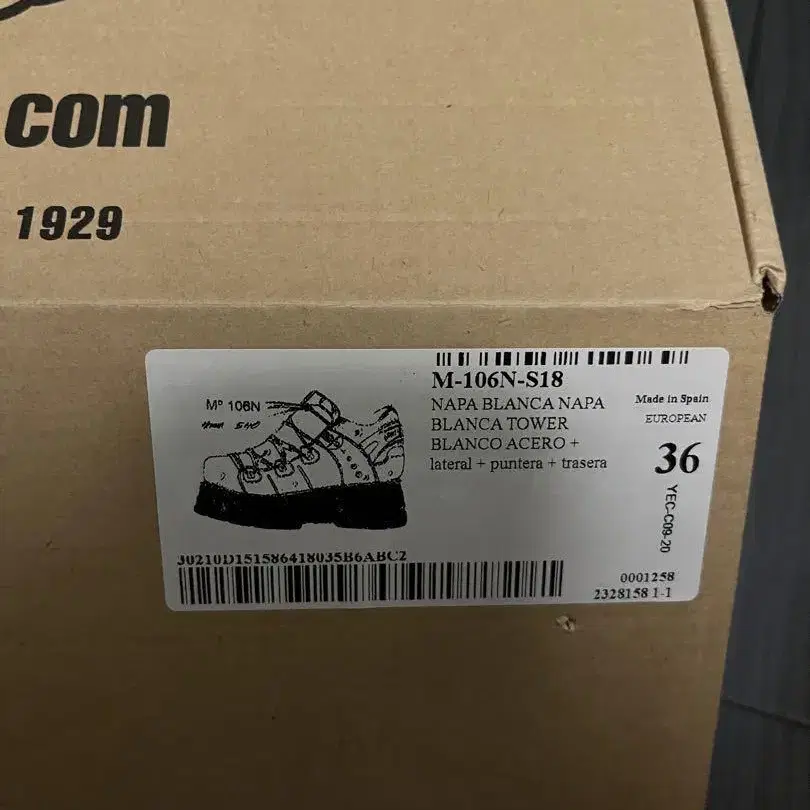 com
1929
M-106N-S18
NAPA BLANCA NAPA
BLANCA TOWER
BLANCO ACERO +
lateral + puntera + trasera
Made in Spain
EUROPEAN
36
YEC-C09-20
Mº 106N
30210D151586418035B6ABC2
0001258
2328158 1-1